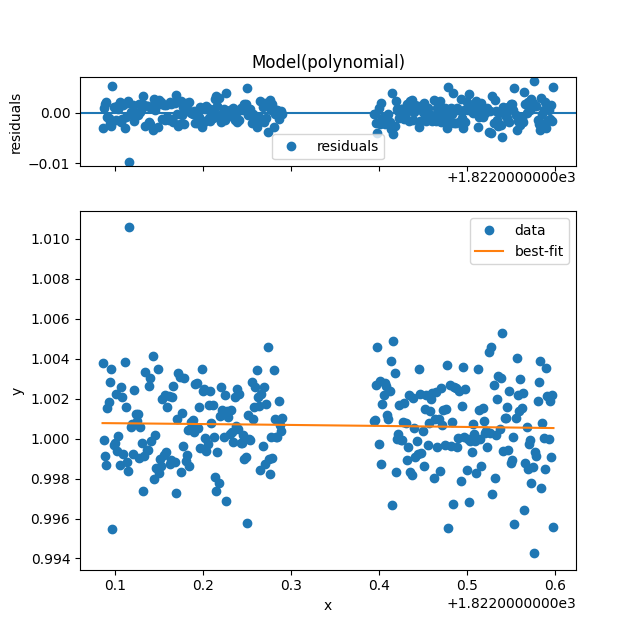 Model(polynomial)
residuals
0.00
−0.01
residuals
+1.8220000000e3
y
1.010
1.008
1.006
1.004
1.002
1.000
0.998
0.996
0.994
data
best-fit
0.1 0.2 0.3 0.4 0.5 0.6
x
+1.8220000000e3